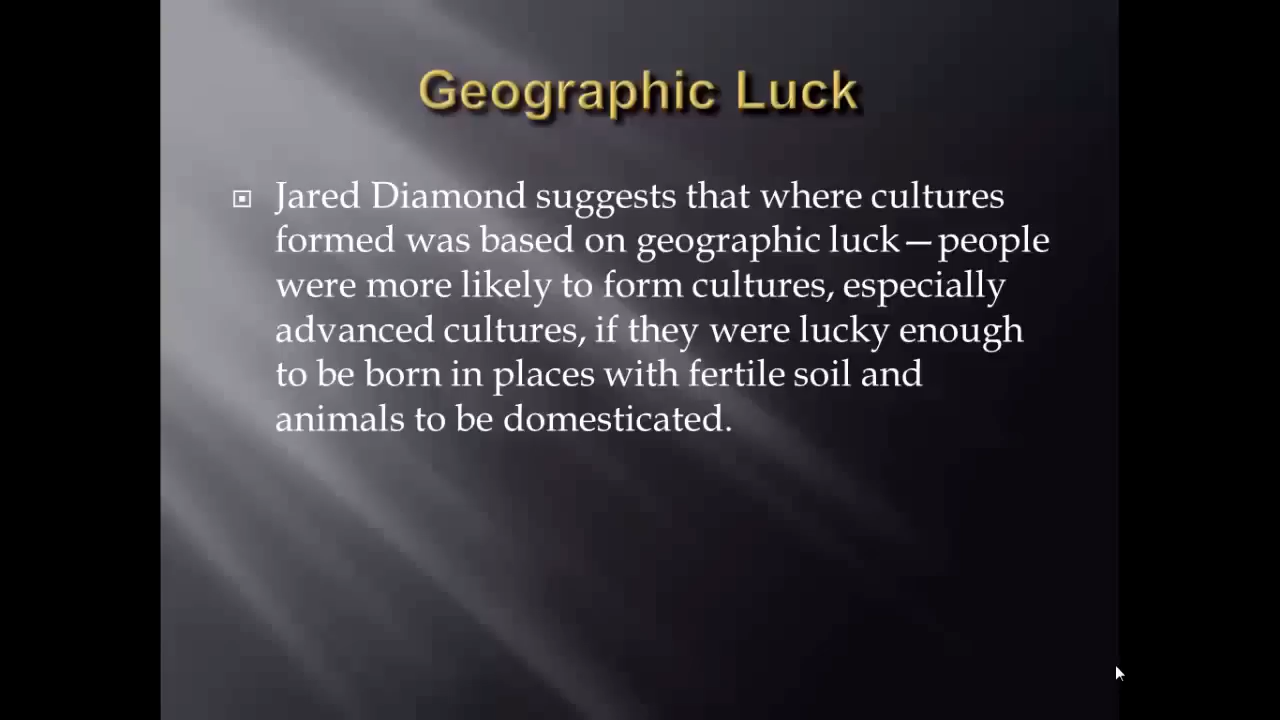 Geographic Luck
Jared Diamond suggests that where cultures
formed was based on geographic luck—people
were more likely to form cultures, especially
advanced cultures, if they were lucky enough
to be born in places with fertile soil and
animals to be domesticated.